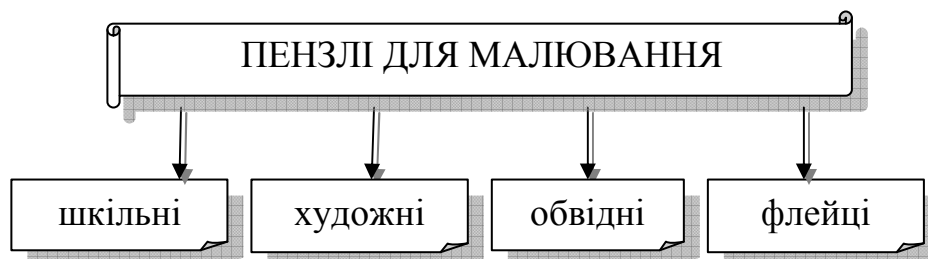 ПЕНЗЛІ ДЛЯ МАЛЮВАННЯ
шкільні
художні
обвідні
флейці